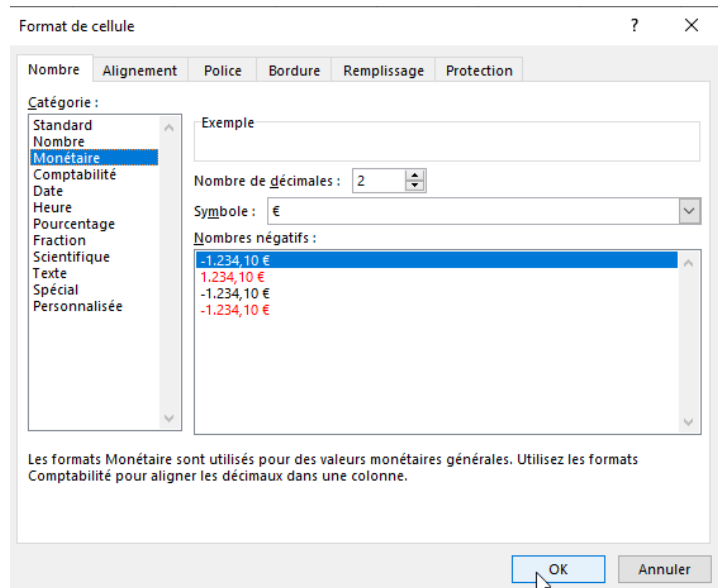 Format de cellule
?
Nombre Alignement Police Bordure Remplissage Protection
Catégorie :
Standard
Nombre
Monétaire
Comptabilité
Date
Heure
Pourcentage
Fraction
Scientifique
Texte
Spécial
Personnalisée
Exemple
Nombre de décimales : 2
Symbole : €
Nombres négatifs :
-1.234,10 €
1.234,10 €
-1.234,10 €
-1.234,10 €
Les formats Monétaire sont utilisés pour des valeurs monétaires générales. Utilisez les formats
Comptabilité pour aligner les décimaux dans une colonne.
OK Annuler